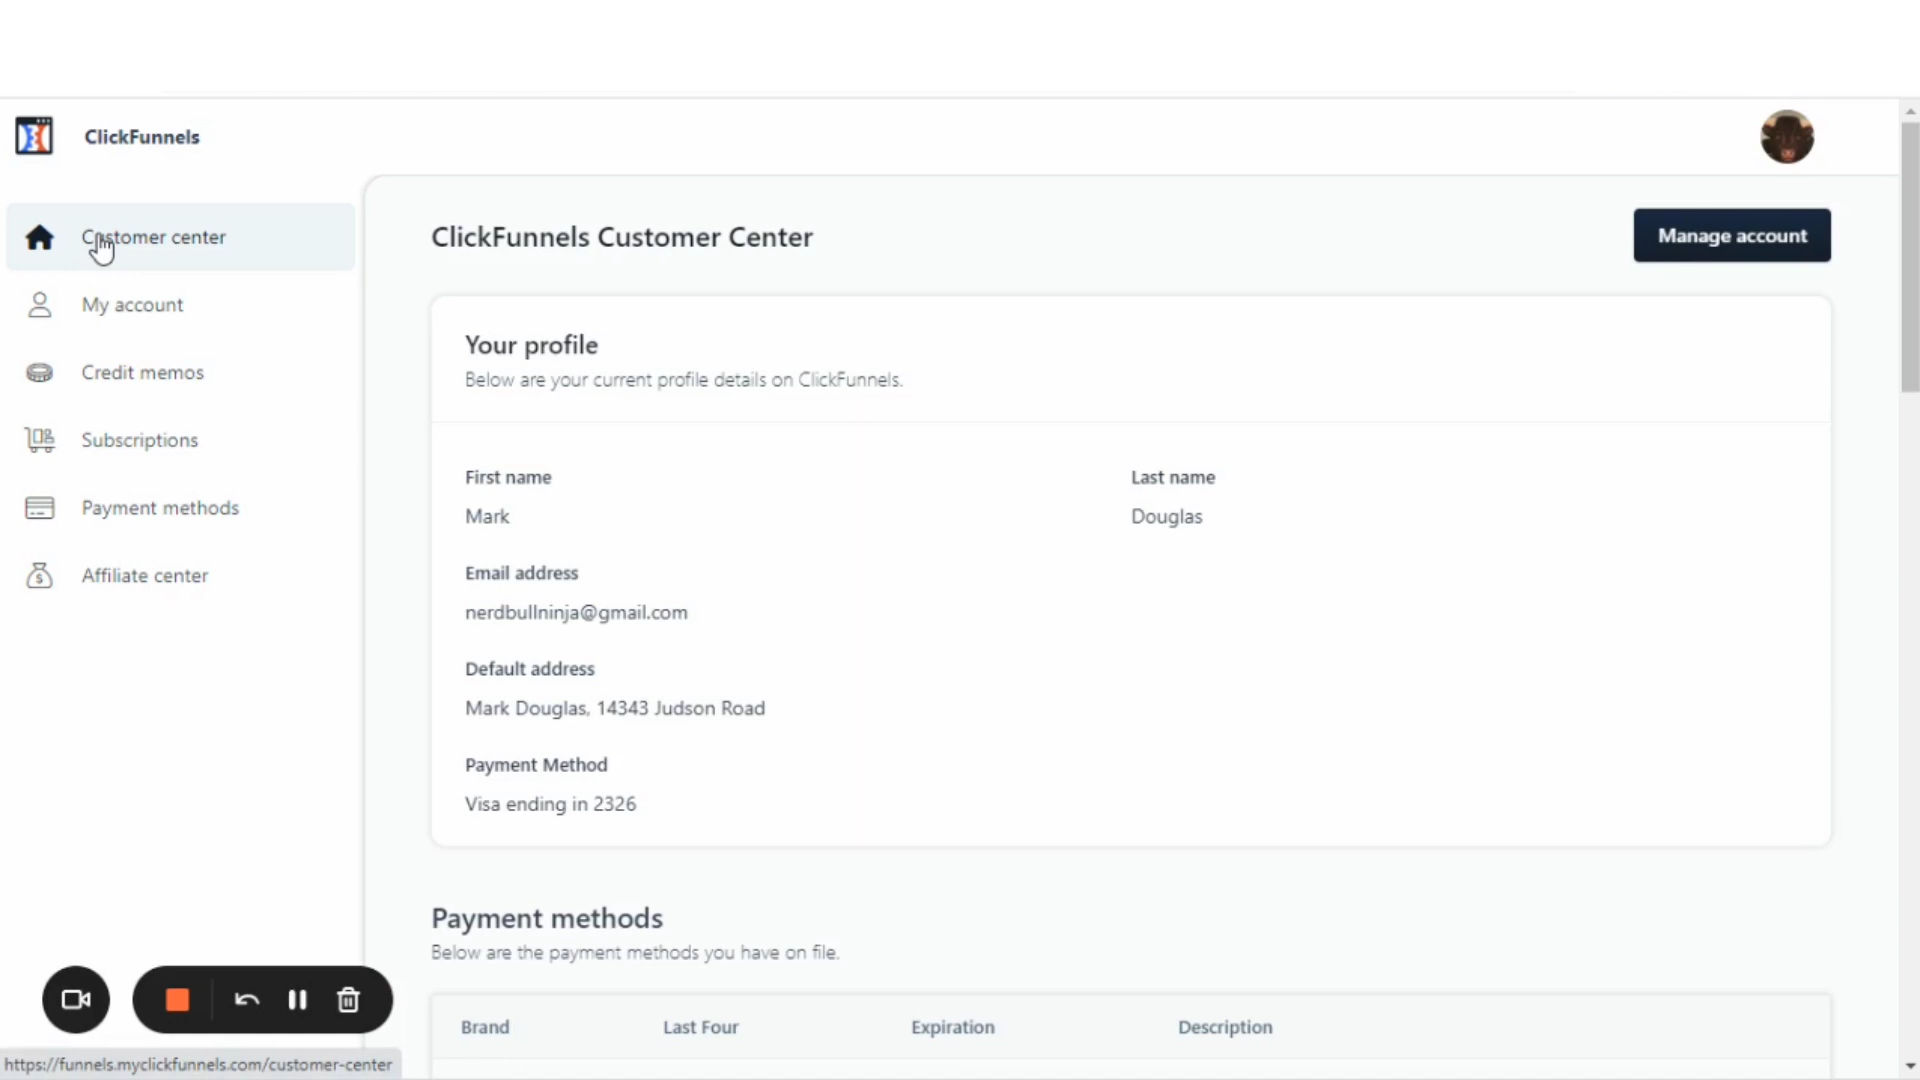 ClickFunnels
Customer center
My account
Credit memos
Subscriptions
Payment methods
Affiliate center
ClickFunnels Customer Center
Manage account
Your profile
Below are your current profile details on ClickFunnels.
First name
Last name
Mark
Douglas
Email address
nerdbullninja@gmail.com
Default address
Mark Douglas, 14343 Judson Road
Payment Method
Visa ending in 2326
Payment methods
Below are the payment methods you have on file.
Brand
Last Four
Expiration
Description
https://funnels.myclickfunnels.com/customer-center